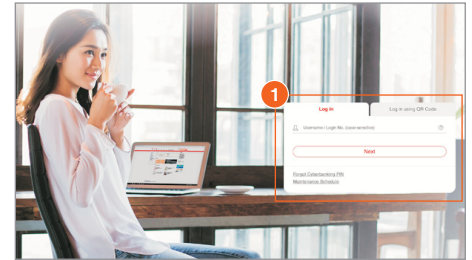 1
Log in
Log in using QR Code
Username / Login No. (case-sensitive)
Next
Forgot Cyberbanking PIN
Maintenance Schedule